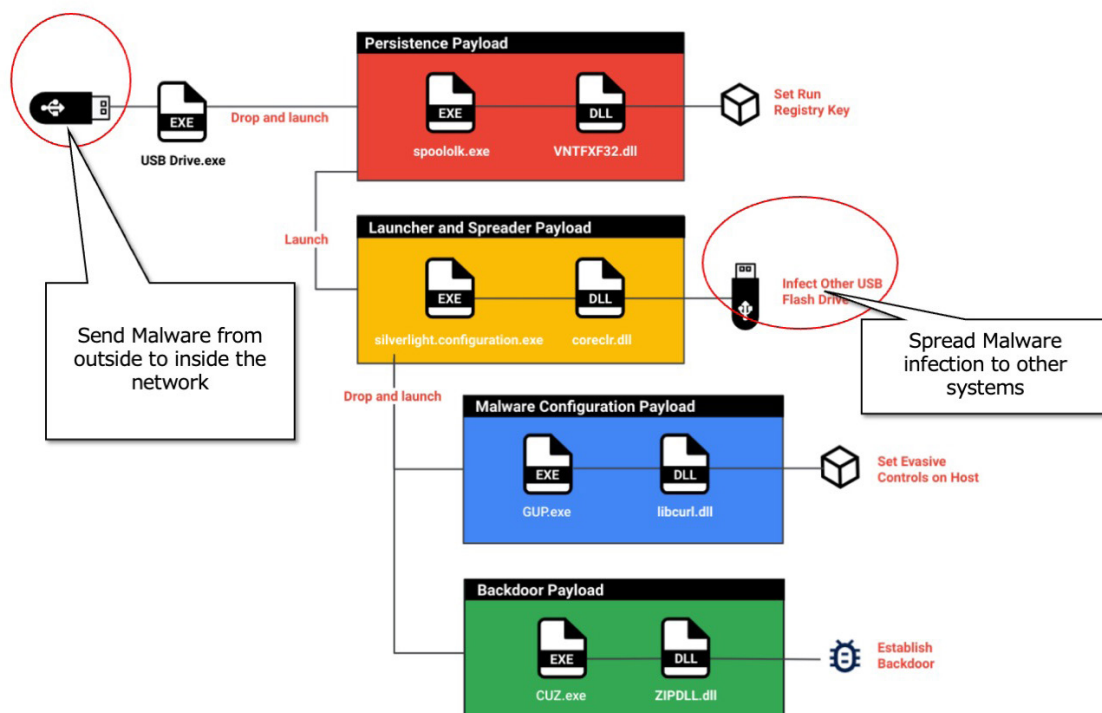 Persistence Payload
EXE
USB Drive.exe
Drop and launch
EXE
spoololk.exe
DLL
VNTFXF32.dll
Set Run
Registry Key
Launch
Launcher and Spreader Payload
EXE
silverlight.configuration.exe
DLL
coreclr.dll
Infect Other USB
Flash Drive
Send Malware from
outside to inside the
network
Spread Malware
infection to other
systems
Drop and launch
Malware Configuration Payload
EXE
GUP.exe
DLL
libcurl.dll
Set Evasive
Controls on Host
Backdoor Payload
EXE
CUZ.exe
DLL
ZIPDLL.dll
Establish
Backdoor